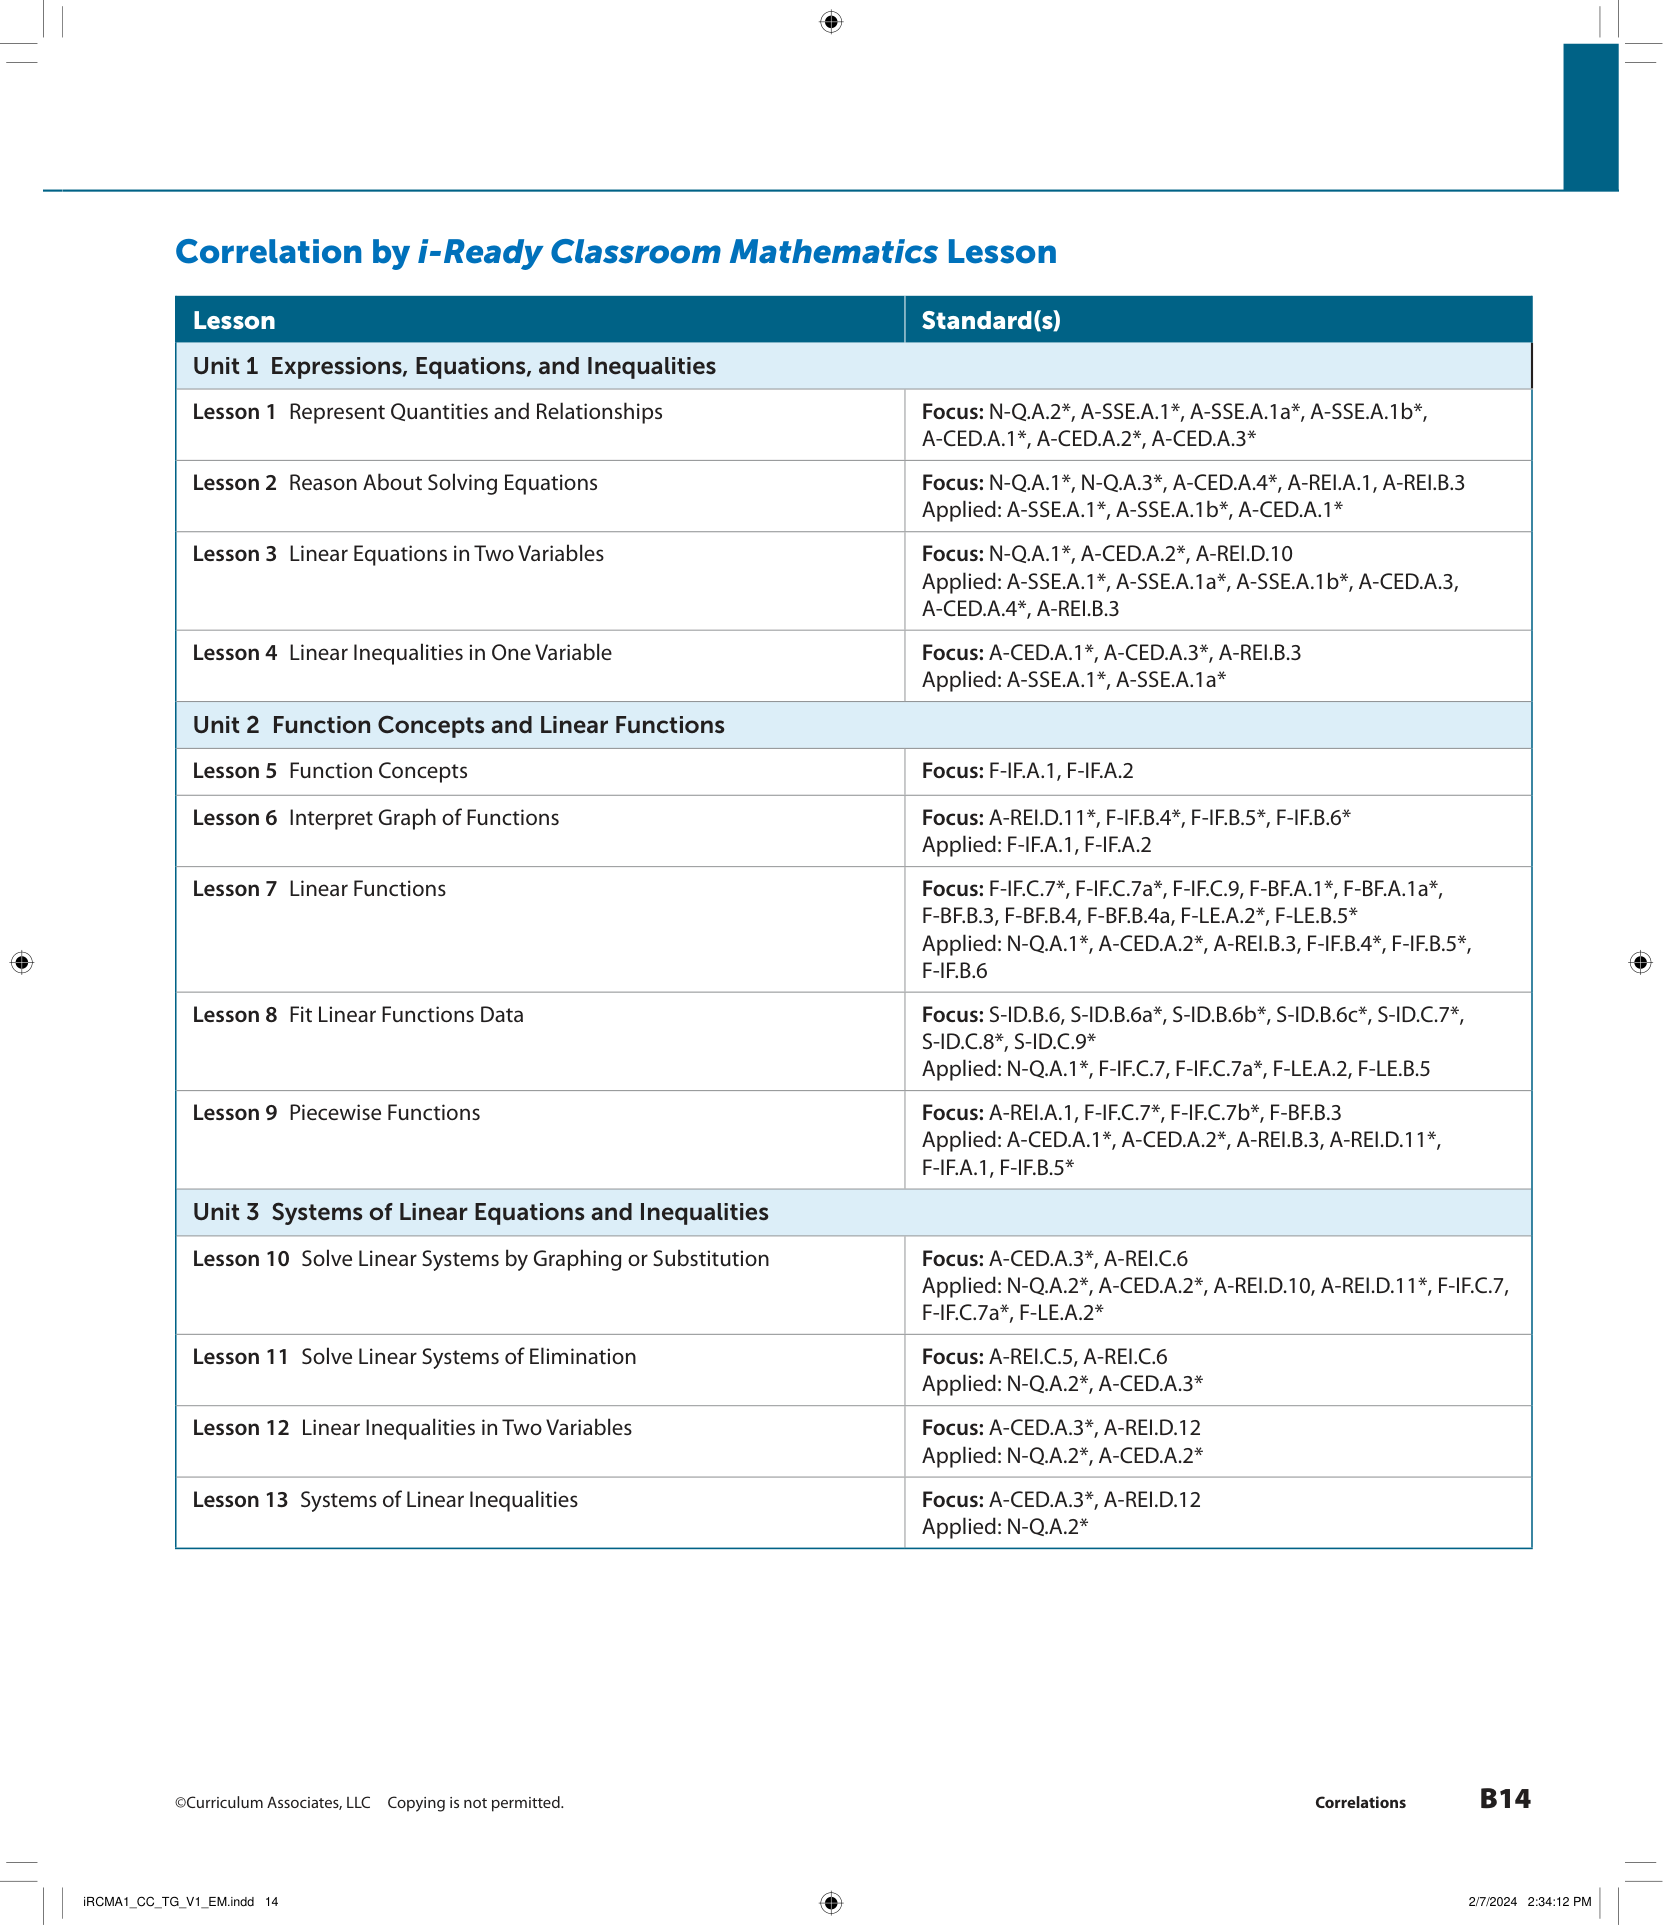 Correlation by i-Ready Classroom Mathematics Lesson
Lesson Standard(s)
Unit 1 Expressions, Equations, and Inequalities
Lesson 1 Represent Quantities and Relationships
Focus: N-Q.A.2*, A-SSE.A.1*, A-SSE.A.1a*, A-SSE.A.1b*,
A-CED.A.1*, A-CED.A.2*, A-CED.A.3*
Lesson 2 Reason About Solving Equations
Focus: N-Q.A.1*, N-Q.A.3*, A-CED.A.4*, A-REI.A.1, A-REI.B.3
Applied: A-SSE.A.1*, A-SSE.A.1b*, A-CED.A.1*
Lesson 3 Linear Equations in Two Variables
Focus: N-Q.A.1*, A-CED.A.2*, A-REI.D.10
Applied: A-SSE.A.1*, A-SSE.A.1a*, A-SSE.A.1b*, A-CED.A.3,
A-CED.A.4*, A-REI.B.3
Lesson 4 Linear Inequalities in One Variable
Focus: A-CED.A.1*, A-CED.A.3*, A-REI.B.3
Applied: A-SSE.A.1*, A-SSE.A.1a*
Unit 2 Function Concepts and Linear Functions
Lesson 5 Function Concepts
Focus: F-IF.A.1, F-IF.A.2
Lesson 6 Interpret Graph of Functions
Focus: A-REI.D.11*, F-IF.B.4*, F-IF.B.5*, F-IF.B.6*
Applied: F-IF.A.1, F-IF.A.2
Lesson 7 Linear Functions
Focus: F-IF.C.7*, F-IF.C.7a*, F-IF.C.9, F-BF.A.1*, F-BF.A.1a*,
F-BF.B.3, F-BF.B.4, F-BF.B.4a, F-LE.A.2*, F-LE.B.5*
Applied: N-Q.A.1*, A-CED.A.2*, A-REI.B.3, F-IF.B.4*, F-IF.B.5*,
F-IF.B.6
Lesson 8 Fit Linear Functions Data
Focus: S-ID.B.6, S-ID.B.6a*, S-ID.B.6b*, S-ID.B.6c*, S-ID.C.7*,
S-ID.C.8*, S-ID.C.9*
Applied: N-Q.A.1*, F-IF.C.7, F-IF.C.7a*, F-LE.A.2, F-LE.B.5
Lesson 9 Piecewise Functions
Focus: A-REI.A.1, F-IF.C.7*, F-IF.C.7b*, F-BF.B.3
Applied: A-CED.A.1*, A-CED.A.2*, A-REI.B.3, A-REI.D.11*,
F-IF.A.1, F-IF.B.5*
Unit 3 Systems of Linear Equations and Inequalities
Lesson 10 Solve Linear Systems by Graphing or Substitution
Focus: A-CED.A.3*, A-REI.C.6
Applied: N-Q.A.2*, A-CED.A.2*, A-REI.D.10, A-REI.D.11*, F-IF.C.7,
F-IF.C.7a*, F-LE.A.2*
Lesson 11 Solve Linear Systems of Elimination
Focus: A-REI.C.5, A-REI.C.6
Applied: N-Q.A.2*, A-CED.A.3*
Lesson 12 Linear Inequalities in Two Variables
Focus: A-CED.A.3*, A-REI.D.12
Applied: N-Q.A.2*, A-CED.A.2*
Lesson 13 Systems of Linear Inequalities
Focus: A-CED.A.3*, A-REI.D.12
Applied: N-Q.A.2*
©Curriculum Associates, LLC Copying is not permitted.
Correlations B14
iRCMA1_CC_TG_V1_EM.indd 14
2/7/2024 2:34:12 PM